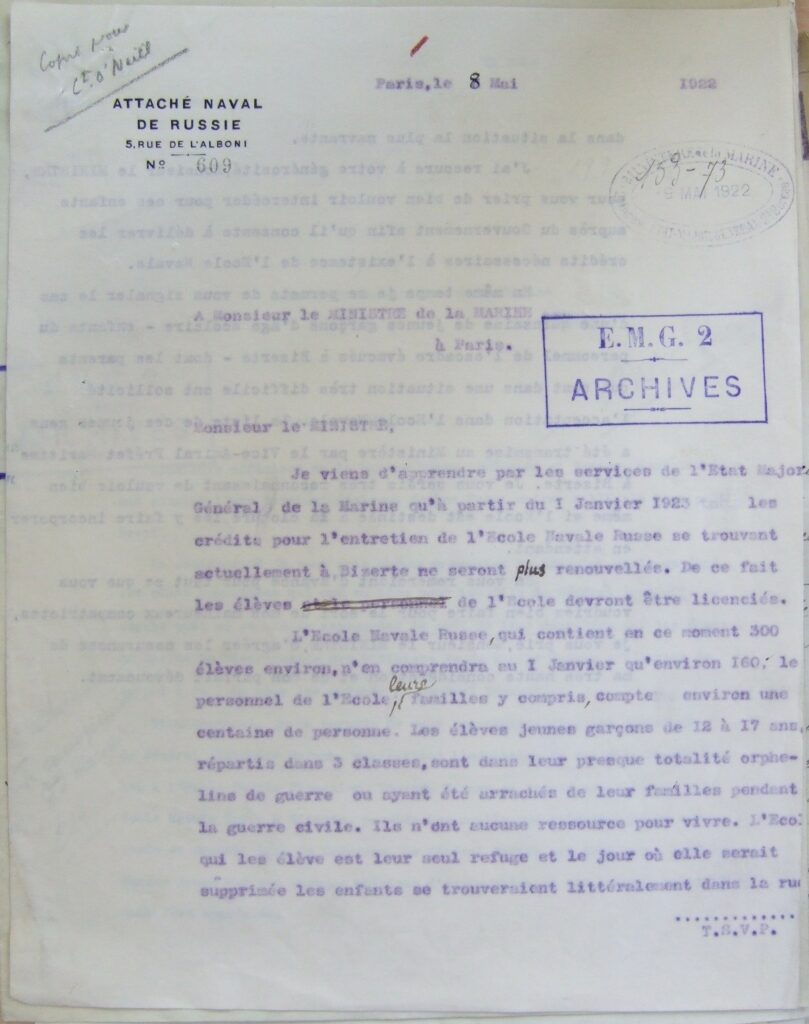 Copie pour
Ct. O'Neill
ATTACHÉ NAVAL
DE RUSSIE
5, RUE DE L'ALBONI
No 609
Paris, le 8 Mai 1922
MARINE
153-73
9 MAI 1922
A Monsieur le MINISTRE de la MARINE
à Paris.
E.M.G. 2
ARCHIVES
Monsieur le MINISTRE,
Je viens d'apprendre par les services de l'Etat Major
Général de la Marine qu'à partir du I Janvier 1923 les
crédits pour l'entretien de l'Ecole Navale Russe se trouvant
actuellement à Bizerte ne seront plus renouvellés. De ce fait
les élèves et le personnel de l'Ecole devront être licenciés.
L'Ecole Navale Russe, qui contient en ce moment 300
élèves environ, n'en comprendra au I Janvier qu'environ 160; le
personnel de l'Ecole, leurs familles y compris, compte environ une
centaine de personne. Les élèves jeunes garçons de 12 à 17 ans,
répartis dans 3 classes, sont dans leur presque totalité orphe-
lins de guerre ou ayant été arrachés de leur familles pendant
la guerre civile. Ils n'ont aucune ressource pour vivre. L'Ecol
qui les élève est leur seul refuge et le jour où elle serait
supprimée les enfants se trouveraient littéralement dans la rue
..............
T.S.V.P.